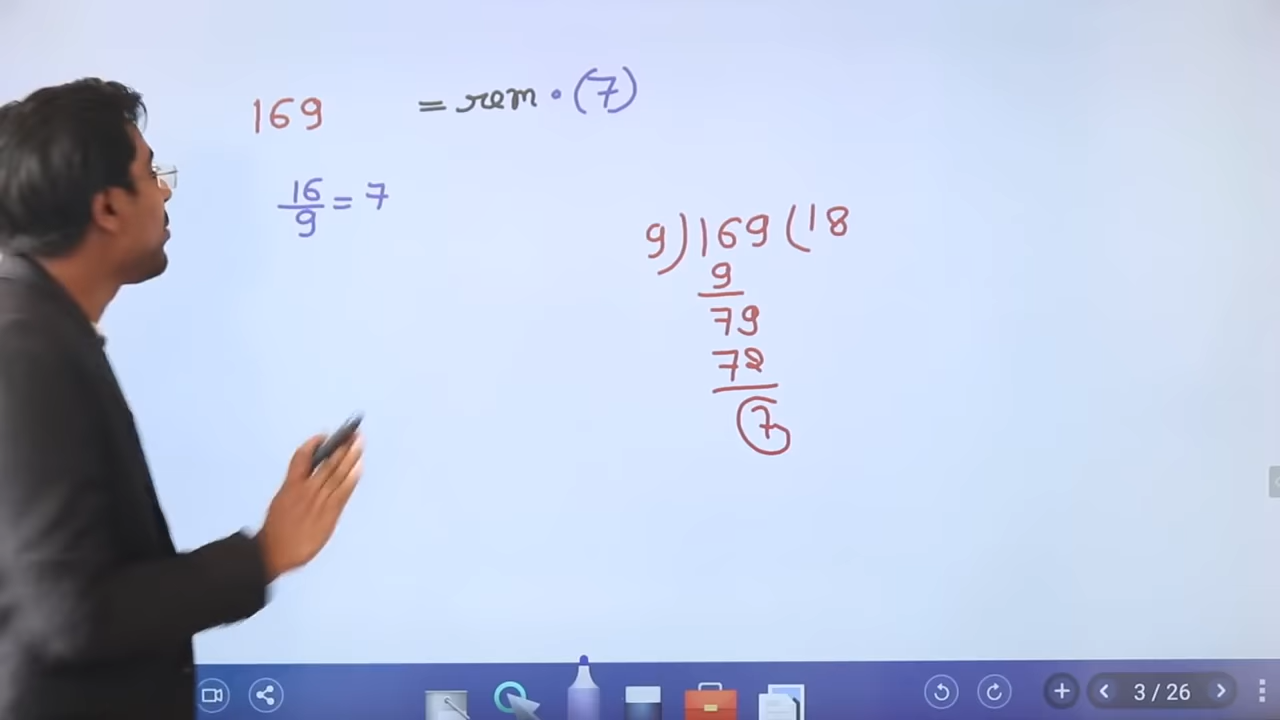 169 = rem • (7)
16/9 = 7
9)169(18
9
79
72
7
3 / 26